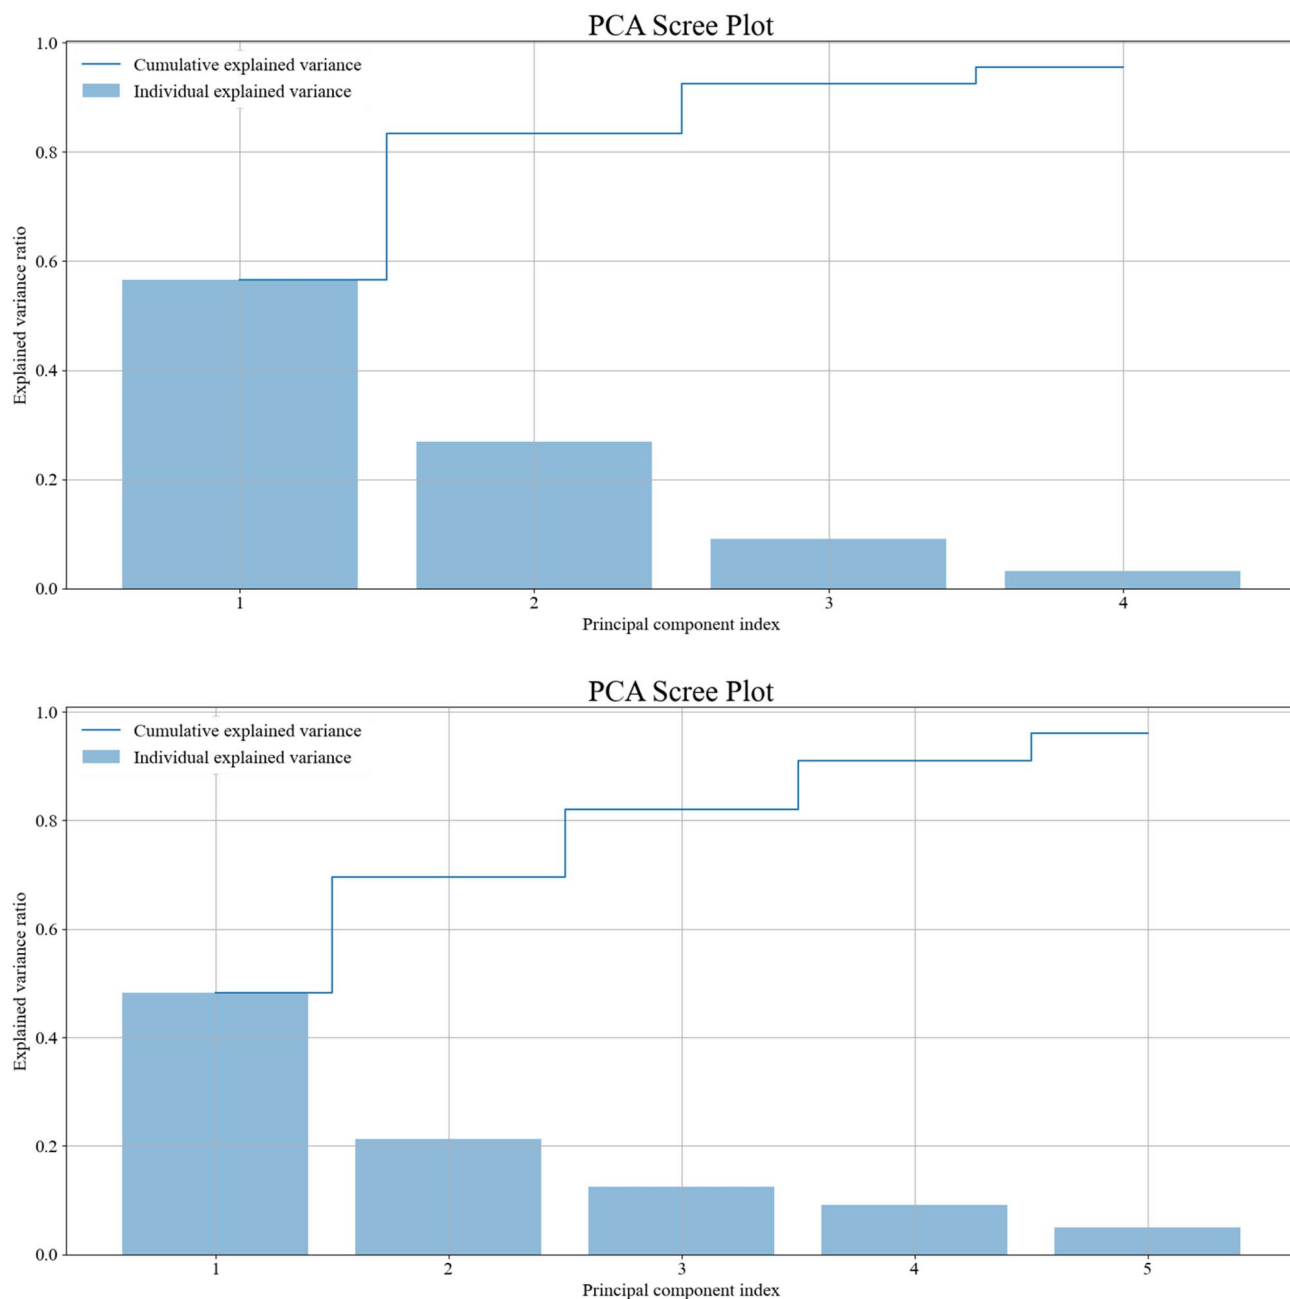 PCA Scree Plot
1.0
Cumulative explained variance
Individual explained variance
0.8
0.6
Explained variance ratio
0.4
0.2
0.0
1 2 3 4
Principal component index
PCA Scree Plot
1.0
Cumulative explained variance
Individual explained variance
0.8
0.6
Explained variance ratio
0.4
0.2
0.0
1 2 3 4 5
Principal component index